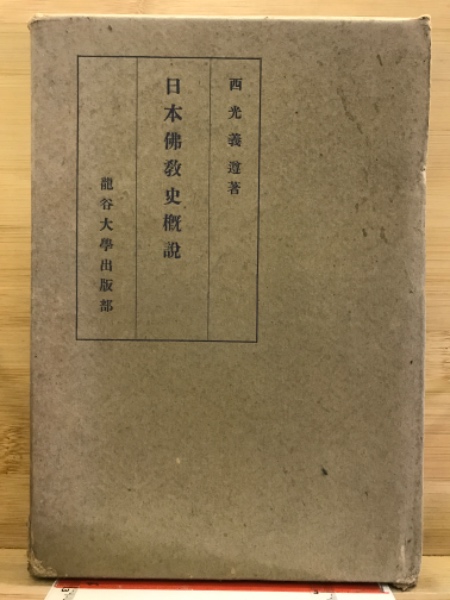 西光義遵著
日本佛教史概說
龍谷大學出版部